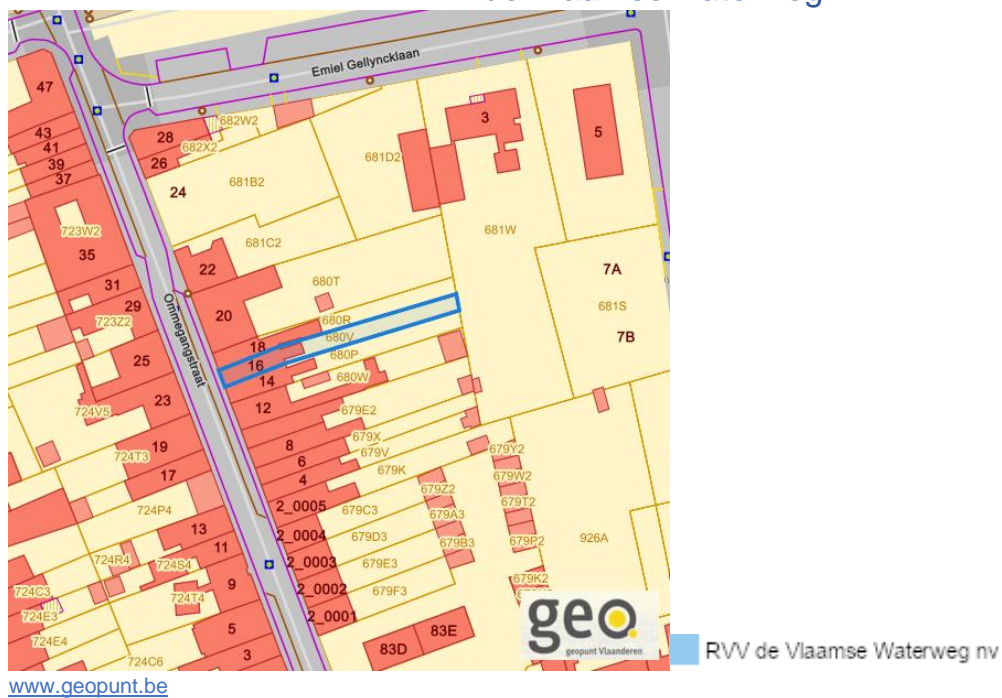 Emiel Gellyncklaan
47
43
41
39
37
28
26
682W2
682X2
24
681B2
681D2
3
5
723W2
35
681C2
681W
31
22
680T
7A
29
723Z2
Ommegangstraat
20
681S
680R
18
680V
7B
25
16
680P
14
680W
23
12
724V5
679E2
19
8
679X
724T3
6
679V
679Y2
17
4
679K
679W2
679Z2
724P4
2_0005
679C3
679T2
679A3
13
2_0004
679D3
679B3
679P2
926A
11
724R4
724S4
2_0003
679E3
9
679K2
724C3
724T4
2_0002
679F3
724E3
2_0001
5
83E
724E4
83D
3
724C6
geo
geopunt Vlaanderen
RVV de Vlaamse Waterweg nv
www.geopunt.be